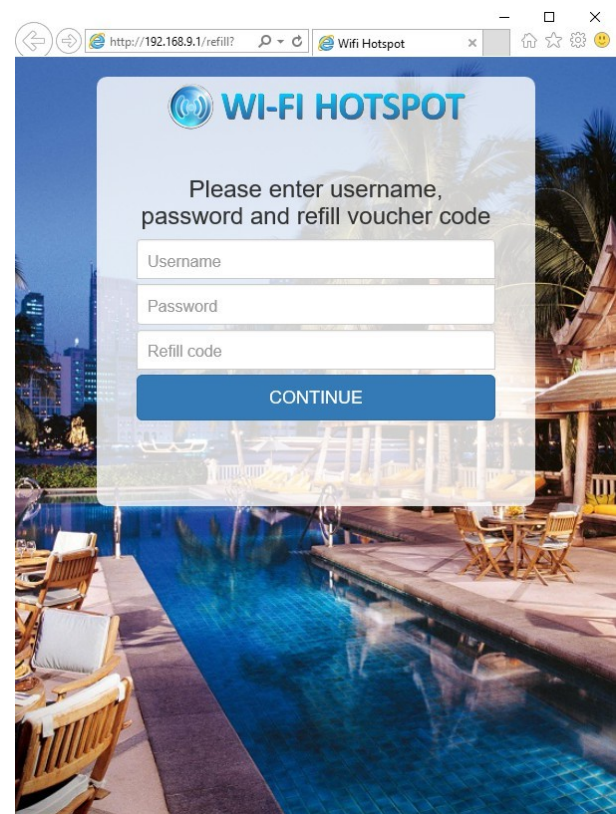 http://192.168.9.1/refill?
Wifi Hotspot
WI-FI HOTSPOT
Please enter username,
password and refill voucher code
Username
Password
Refill code
CONTINUE